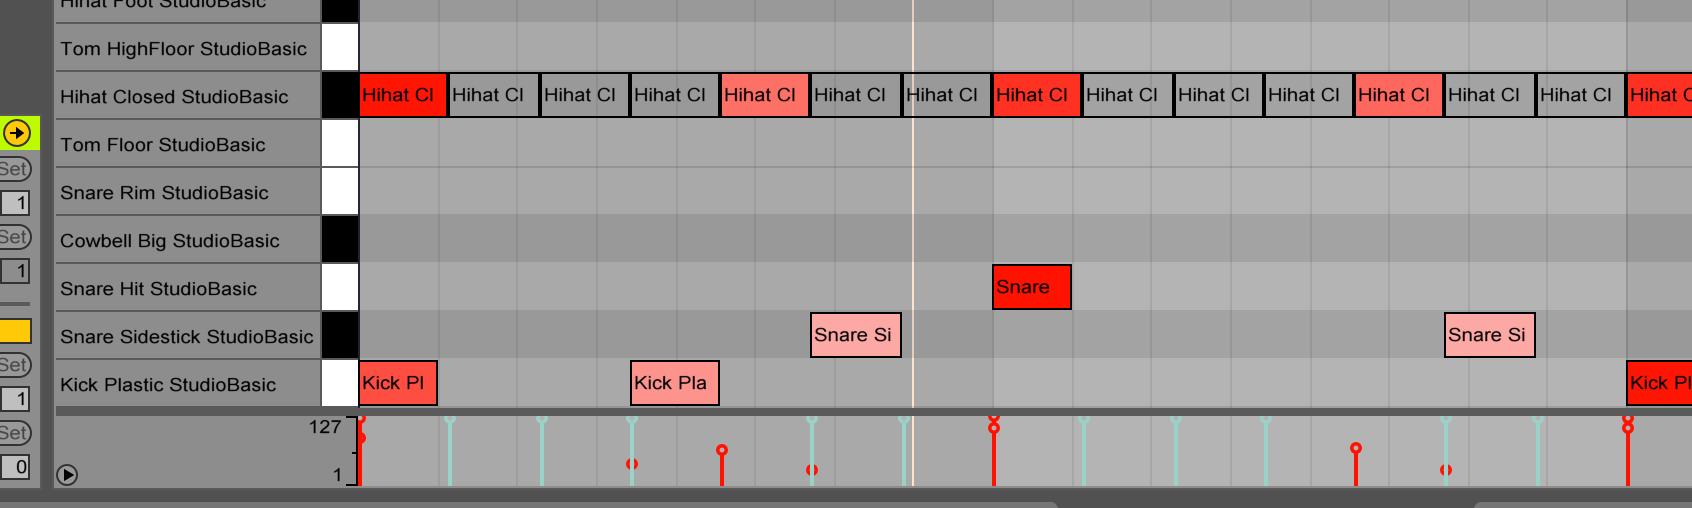 Hihat Foot StudioBasic
Tom HighFloor StudioBasic
Hihat Closed StudioBasic
Hihat Cl Hihat Cl Hihat Cl Hihat Cl Hihat Cl Hihat Cl Hihat Cl Hihat Cl Hihat Cl Hihat Cl Hihat Cl Hihat Cl Hihat Cl Hihat Cl Hihat C
Tom Floor StudioBasic
Set
Snare Rim StudioBasic
1
Set
Cowbell Big StudioBasic
1
Snare Hit StudioBasic
Snare
Snare Sidestick StudioBasic
Snare Si Snare Si
Set
Kick Plastic StudioBasic
Kick Pl Kick Pla Kick Pl
1
127
Set
0
1